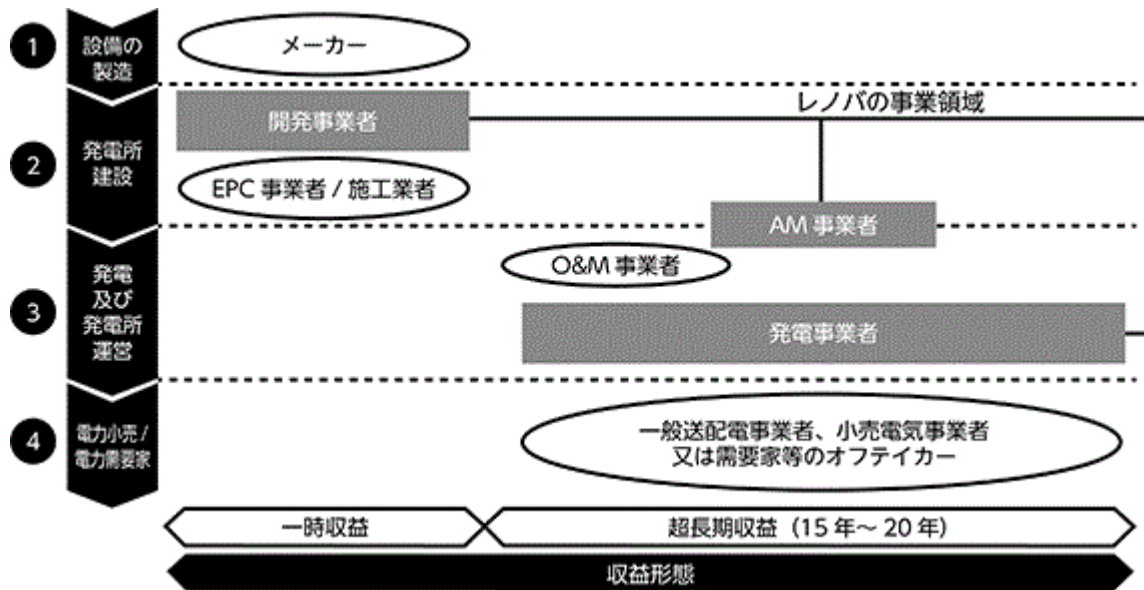 1
設備の
製造
メーカー
2
発電所
建設
開発事業者
レノバの事業領域
EPC 事業者 / 施工業者
AM 事業者
3
発電
及び
発電所
運営
O&M 事業者
発電事業者
4
電力小売 /
電力需要家
一般送配電事業者、小売電気事業者
又は需要家等のオフテイカー
一時収益
超長期収益（15 年～ 20 年）
収益形態